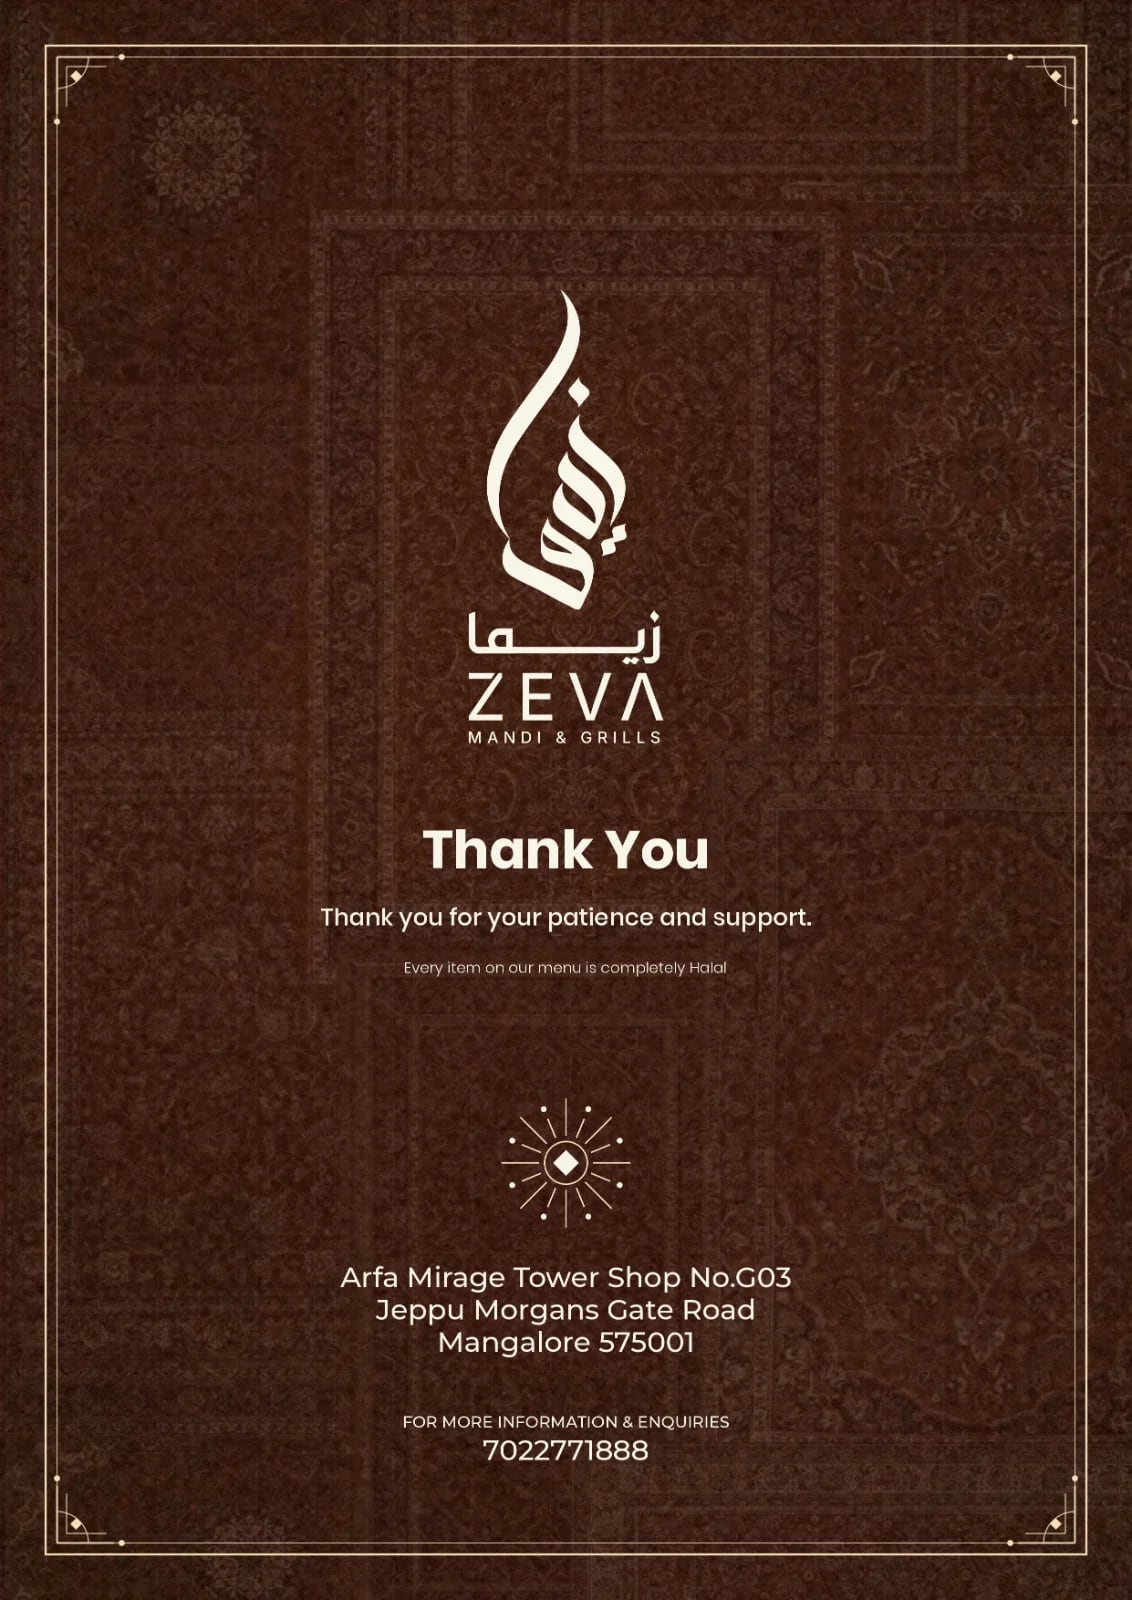 زيفا
ZEVA
MANDI & GRILLS
Thank You
Thank you for your patience and support.
Every item on our menu is completely Halal
Arfa Mirage Tower Shop No.G03
Jeppu Morgans Gate Road
Mangalore 575001
FOR MORE INFORMATION & ENQUIRIES
7022771888